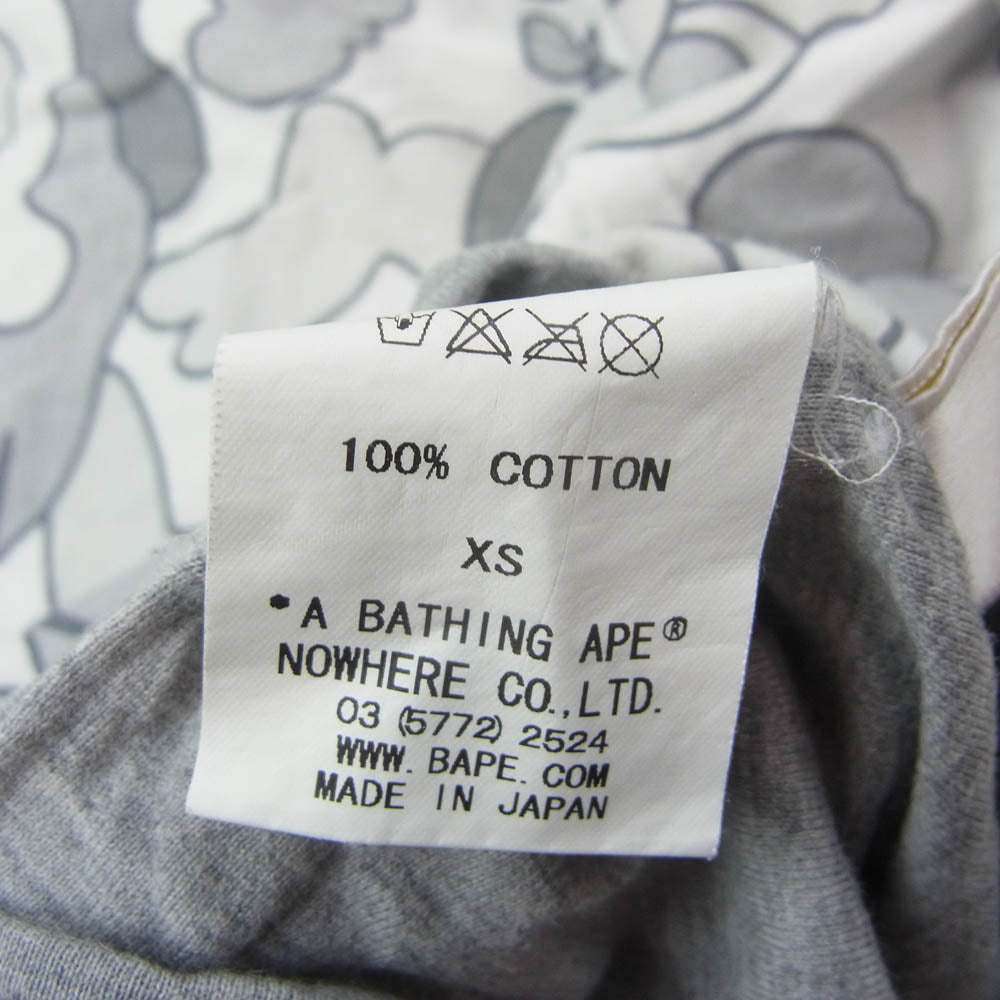 100% COTTON
XS
•A BATHING APE®
NOWHERE CO.,LTD.
03 (5772) 2524
WWW. BAPE. COM
MADE IN JAPAN